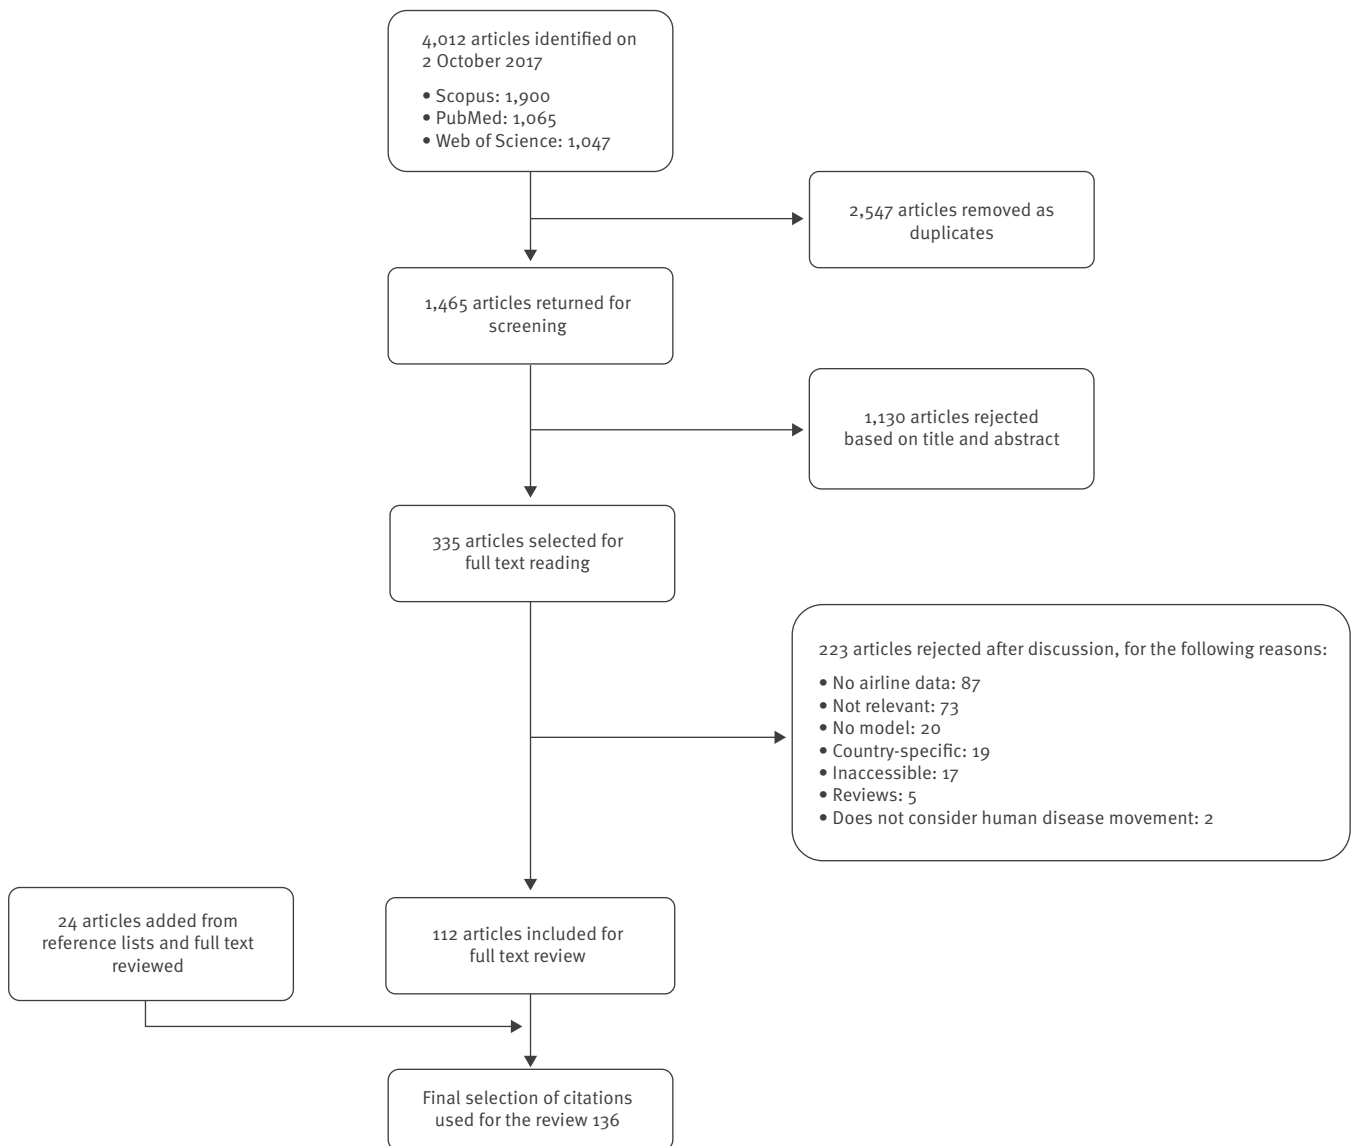 4,012 articles identified on
2 October 2017
• Scopus: 1,900
• PubMed: 1,065
• Web of Science: 1,047
2,547 articles removed as
duplicates
1,465 articles returned for
screening
1,130 articles rejected
based on title and abstract
335 articles selected for
full text reading
223 articles rejected after discussion, for the following reasons:
• No airline data: 87
• Not relevant: 73
• No model: 20
• Country-specific: 19
• Inaccessible: 17
• Reviews: 5
• Does not consider human disease movement: 2
24 articles added from
reference lists and full text
reviewed
112 articles included for
full text review
Final selection of citations
used for the review 136